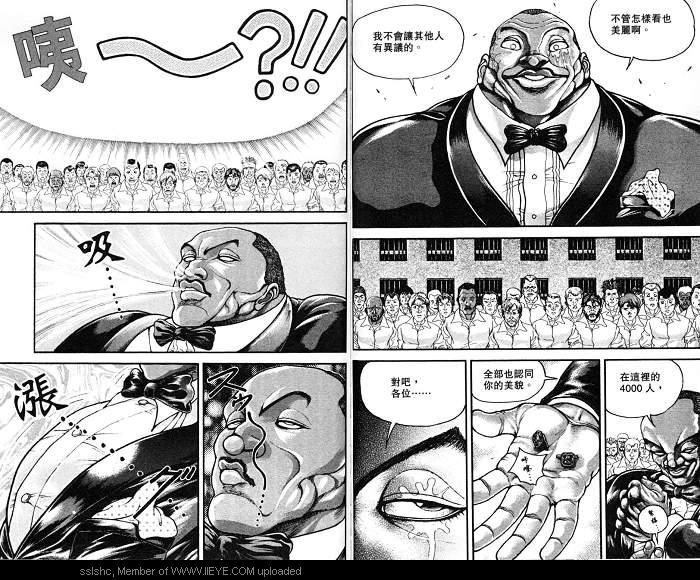 不管怎樣看也
美麗啊。
我不會讓其他人
有異議的。
在這裡的
4000人，
全部也認同
你的美貌。
對吧，
各位……
咦～?!!!
吸
漲
sslshc, Member of WWW.IIEYE.COM uploaded